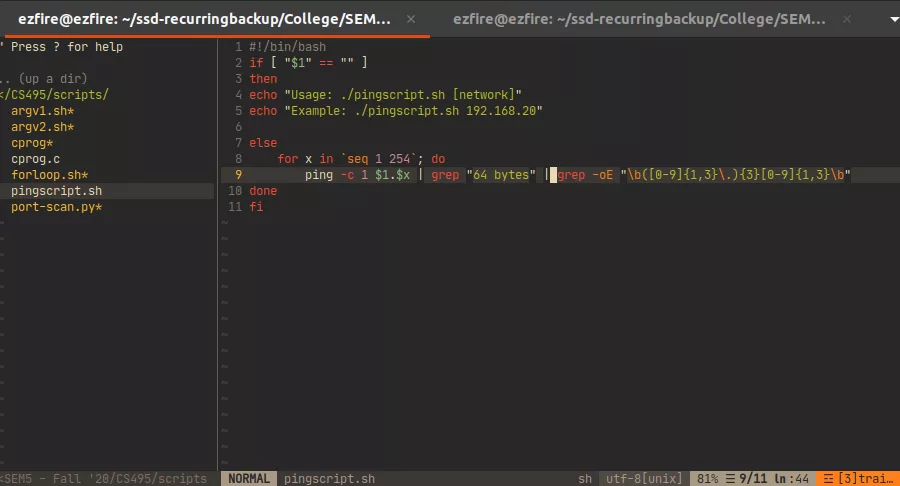 ezfire@ezfire: ~/ssd-recurringbackup/College/SEM… × ezfire@ezfire: ~/ssd-recurringbackup/College/SEM… ×
" Press ? for help
.. (up a dir)
</CS495/scripts/
argv1.sh*
argv2.sh*
cprog*
cprog.c
forloop.sh*
pingscript.sh
port-scan.py*
1 #!/bin/bash
2 if [ "$1" == "" ]
3 then
4 echo "Usage: ./pingscript.sh [network]"
5 echo "Example: ./pingscript.sh 192.168.20"
6
7 else
8 for x in `seq 1 254`; do
9 ping -c 1 $1.$x | grep "64 bytes" | grep -oE "\b([0-9]{1,3}\.){3}[0-9]{1,3}\b"
10 done
11 fi
<SEM5 - Fall '20/CS495/scripts NORMAL pingscript.sh sh utf-8[unix] 81% ☰ 9/11 ln :44 ☲ [3]trai…